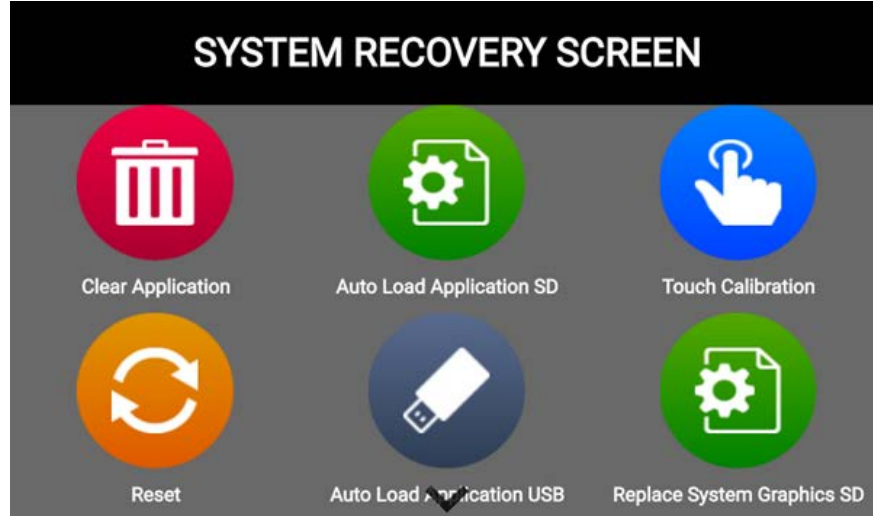 SYSTEM RECOVERY SCREEN
Clear Application
Auto Load Application SD
Touch Calibration
Reset
Auto Load Application USB
Replace System Graphics SD